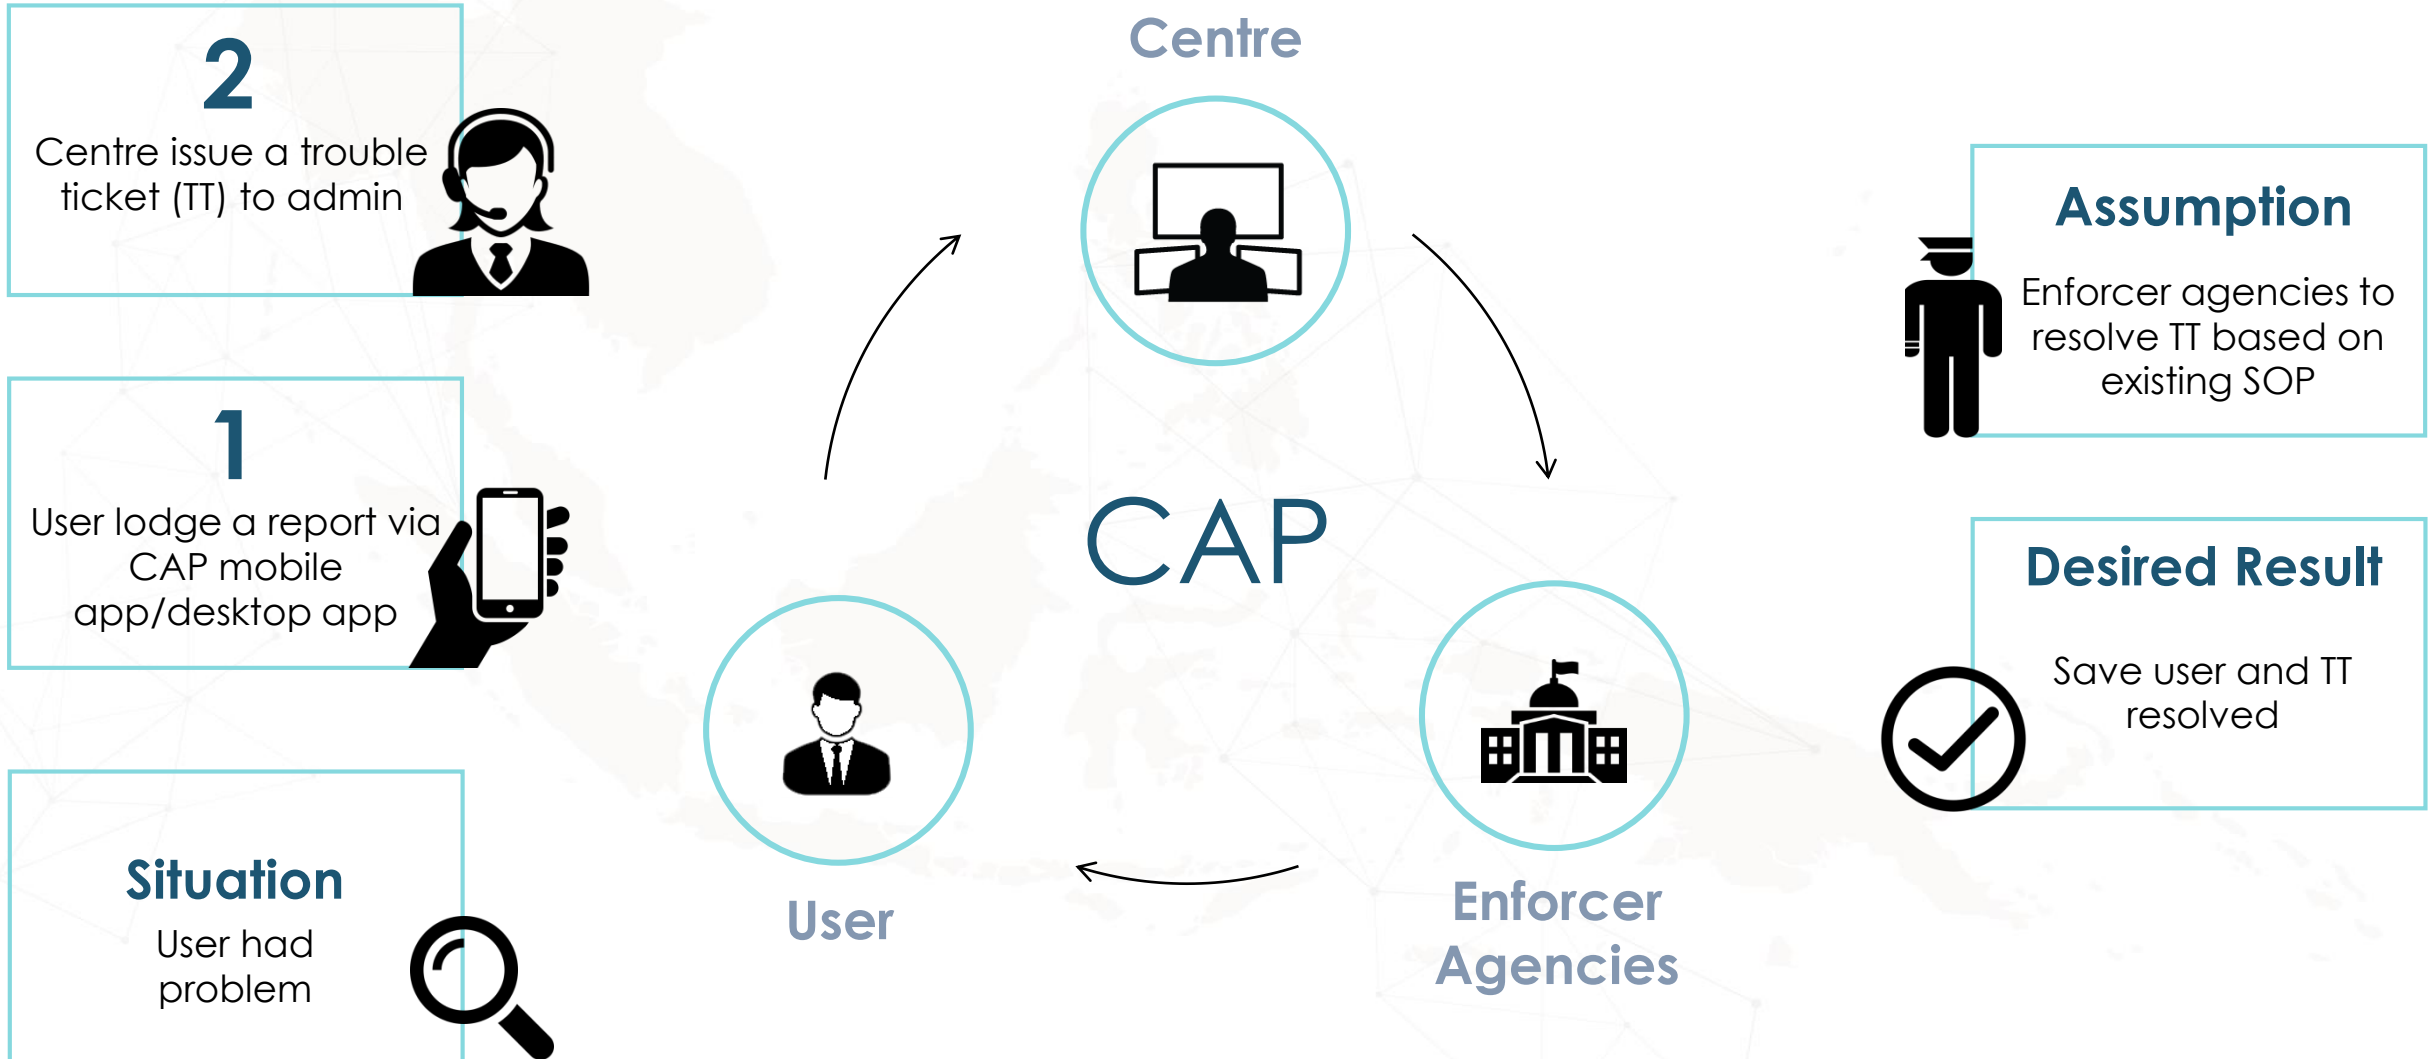 2
Centre issue a trouble
ticket (TT) to admin
1
User lodge a report via
CAP mobile
app/desktop app
Situation
User had
problem
Centre
CAP
User
Enforcer
Agencies
Assumption
Enforcer agencies to
resolve TT based on
existing SOP
Desired Result
Save user and TT
resolved